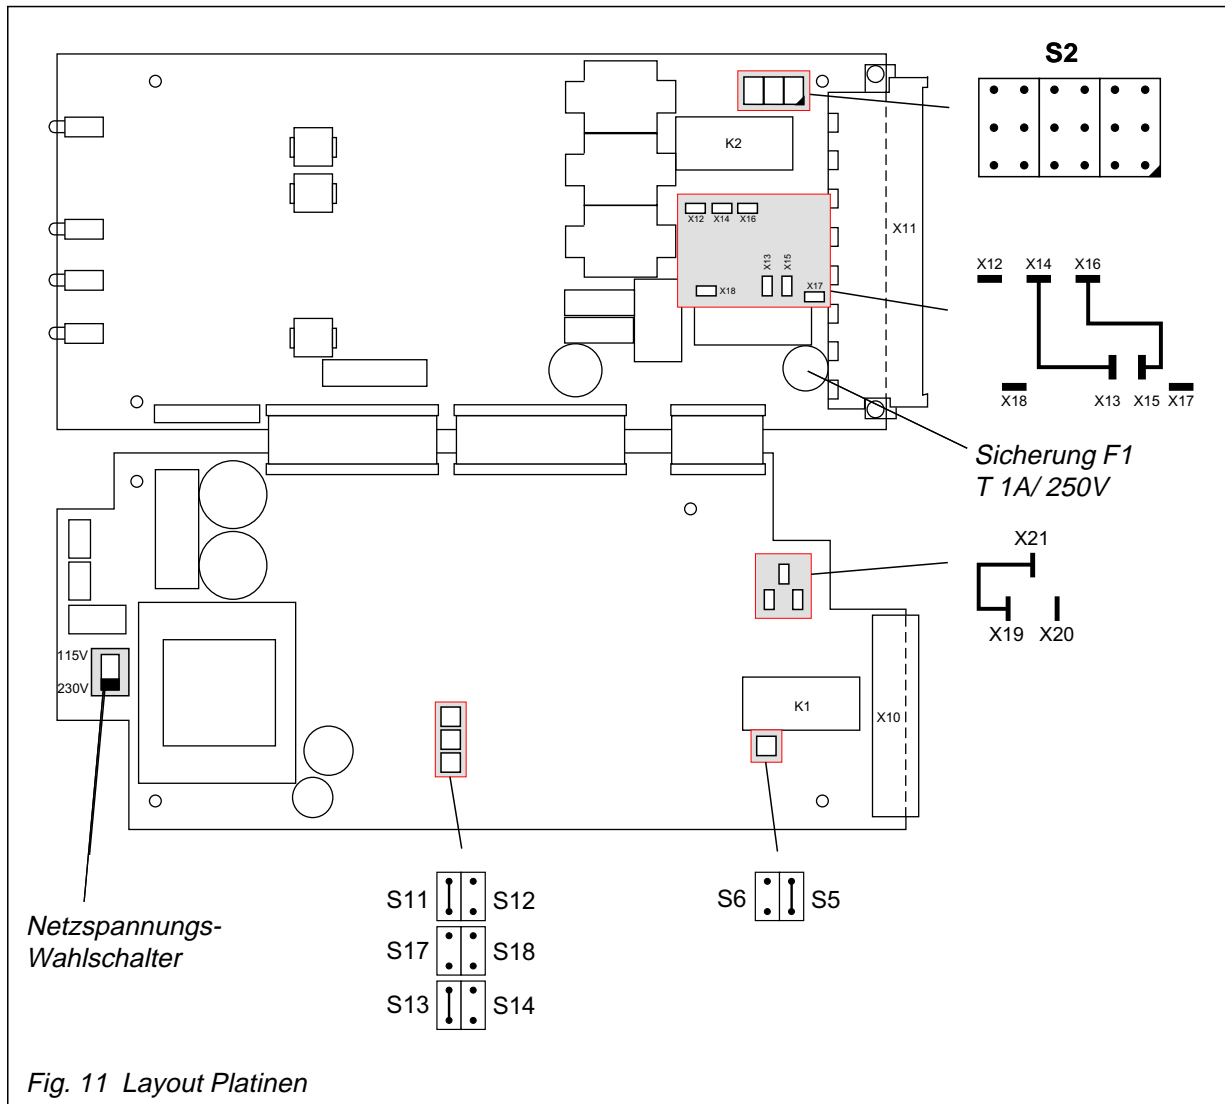 S2
K2
X12 X14 X16
X11
X13 X15
X18
X17
X12 X14 X16
X18 X13 X15 X17
Sicherung F1
T 1A/ 250V
X21
X19 X20
115V
230V
K1
X10
S11 S12
S6 S5
Netzspannungs-
Wahlschalter
S17 S18
S13 S14
Fig. 11 Layout Platinen